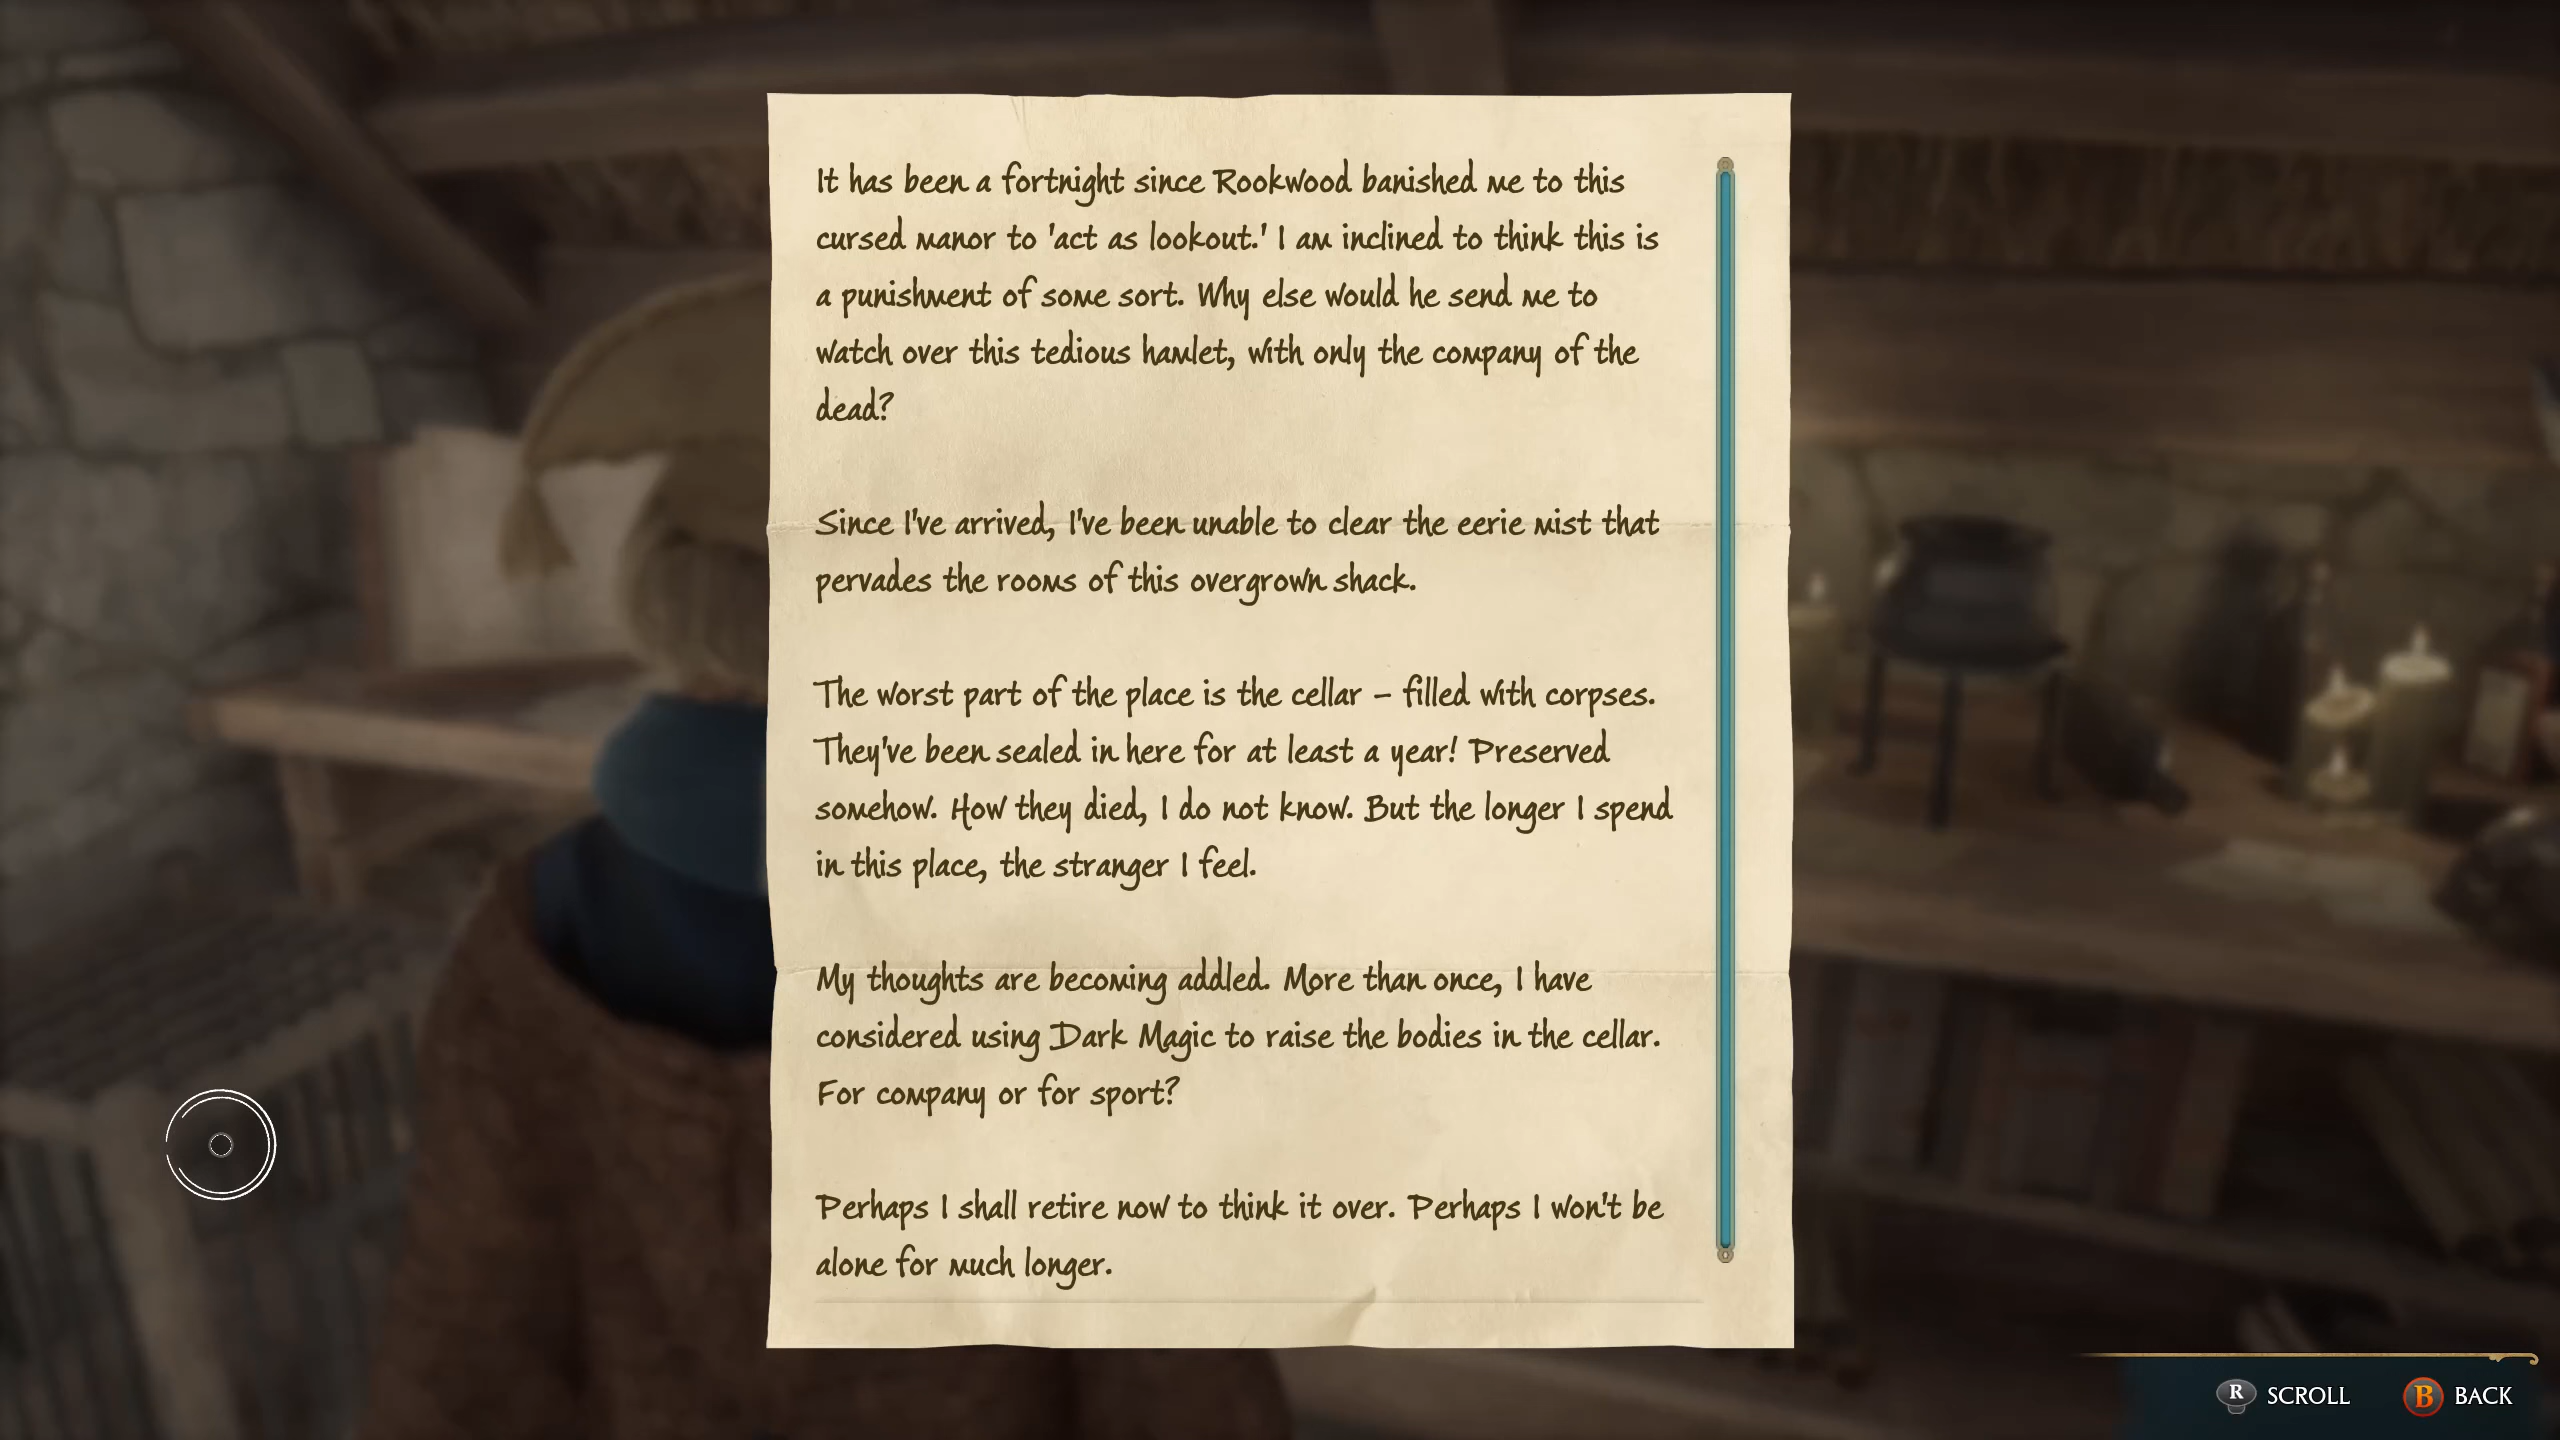 It has been a fortnight since Rookwood banished me to this
cursed manor to 'act as lookout.' I am inclined to think this is
a punishment of some sort. Why else would he send me to
watch over this tedious hamlet, with only the company of the
dead?
Since I've arrived, I've been unable to clear the eerie mist that
pervades the rooms of this overgrown shack.
The worst part of the place is the cellar – filled with corpses.
They've been sealed in here for at least a year! Preserved
somehow. How they died, I do not know. But the longer I spend
in this place, the stranger I feel.
My thoughts are becoming addled. More than once, I have
considered using Dark Magic to raise the bodies in the cellar.
For company or for sport?
Perhaps I shall retire now to think it over. Perhaps I won't be
alone for much longer.
R SCROLL B BACK